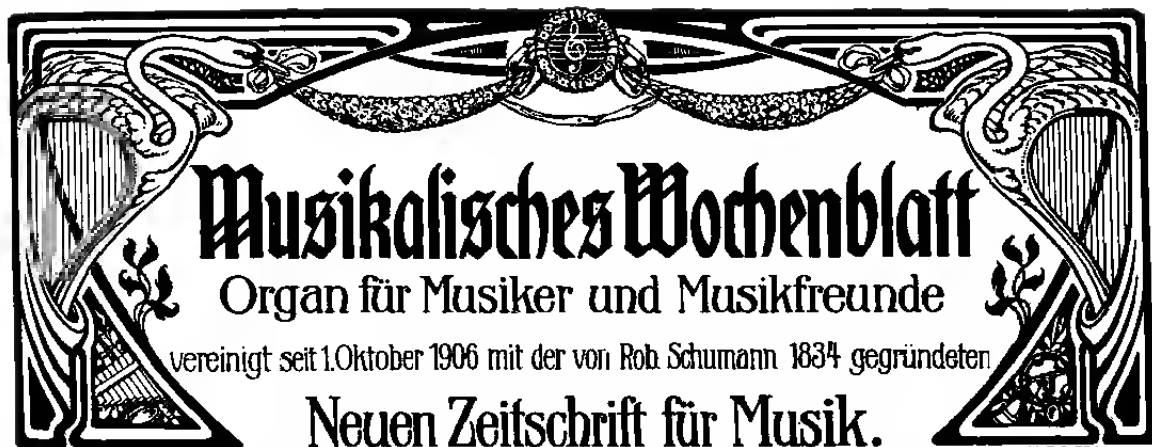 Musikalisches Wochenblatt
Organ für Musiker und Musikfreunde
vereinigt seit 1. Oktober 1906 mit der von Rob. Schumann 1834 gegründeten
Neuen Zeitschrift für Musik.